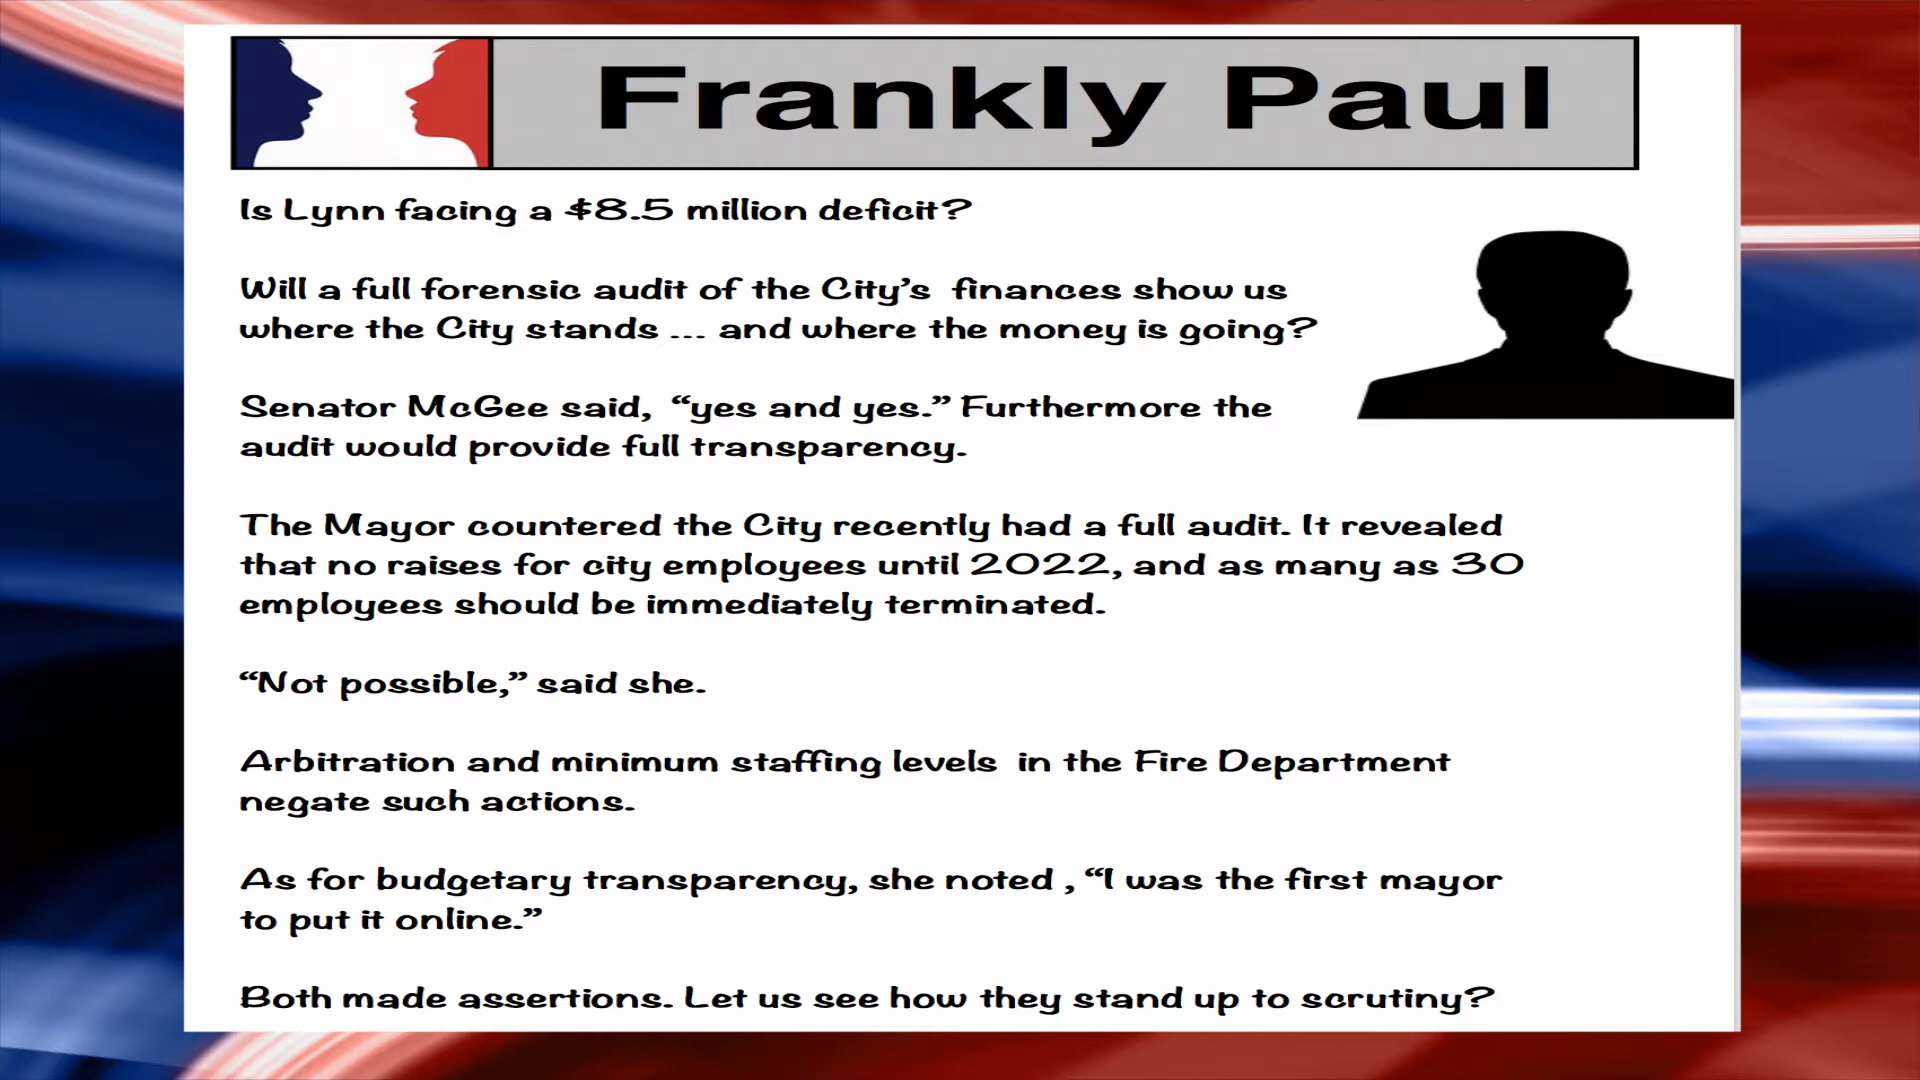 Frankly Paul
Is Lynn facing a $8.5 million deficit?
Will a full forensic audit of the City’s finances show us
where the City stands ... and where the money is going?
Senator McGee said, “yes and yes.” Furthermore the
audit would provide full transparency.
The Mayor countered the City recently had a full audit. It revealed
that no raises for city employees until 2022, and as many as 30
employees should be immediately terminated.
“Not possible,” said she.
Arbitration and minimum staffing levels in the Fire Department
negate such actions.
As for budgetary transparency, she noted , “I was the first mayor
to put it online.”
Both made assertions. Let us see how they stand up to scrutiny?